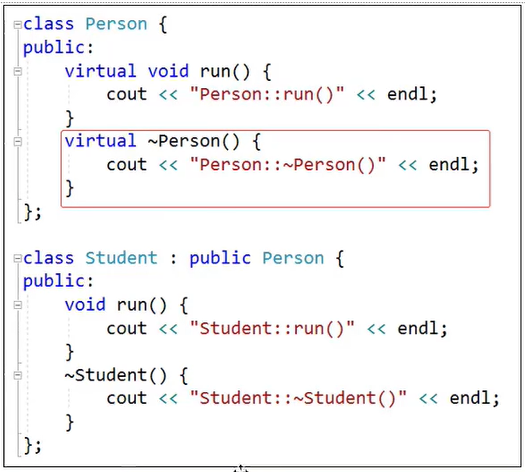 class Person {
public:
    virtual void run() {
        cout << "Person::run()" << endl;
    }
    virtual ~Person() {
        cout << "Person::~Person()" << endl;
    }
};

class Student : public Person {
public:
    void run() {
        cout << "Student::run()" << endl;
    }
    ~Student() {
        cout << "Student::~Student()" << endl;
    }
};